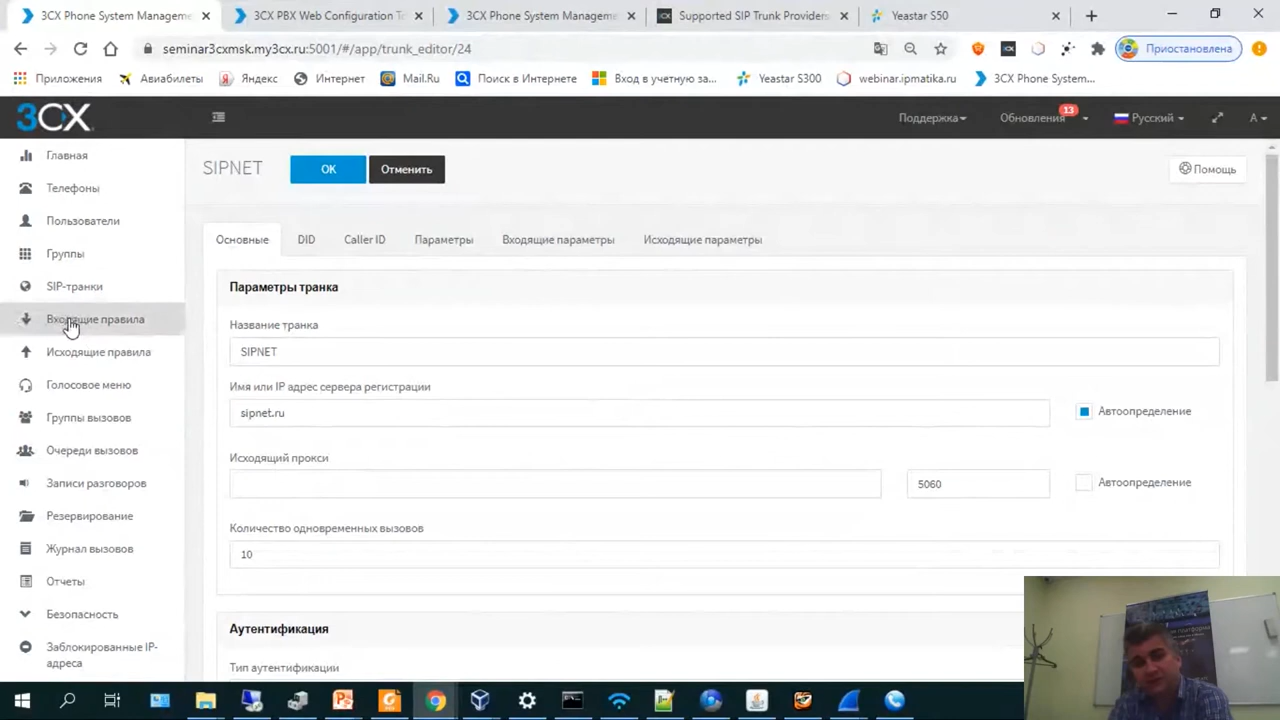 3CX Phone System Manageme
3CX PBX Web Configuration To
3CX Phone System Manageme
Supported SIP Trunk Providers
Yeastar S50
seminar3cxmsk.my3cx.ru:5001/#/app/trunk_editor/24
Приостановлена
Приложения
Авиабилеты
Яндекс
Интернет
Mail.Ru
Поиск в Интернете
Вход в учетную за...
Yeastar S300
webinar.ipmatika.ru
3CX Phone System...
3CX
Поддержка
Обновления
13
Русский
A
Главная
Телефоны
Пользователи
Группы
SIP-транки
Входящие правила
Исходящие правила
Голосовое меню
Группы вызовов
Очереди вызовов
Записи разговоров
Резервирование
Журнал вызовов
Отчеты
Безопасность
Заблокированные IP-
адреса
SIPNET
OK
Отменить
Помощь
Основные
DID
Caller ID
Параметры
Входящие параметры
Исходящие параметры
Параметры транка
Название транка
SIPNET
Имя или IP адрес сервера регистрации
sipnet.ru
Автоопределение
Исходящий прокси
5060
Автоопределение
Количество одновременных вызовов
10
Аутентификация
Тип аутентификации